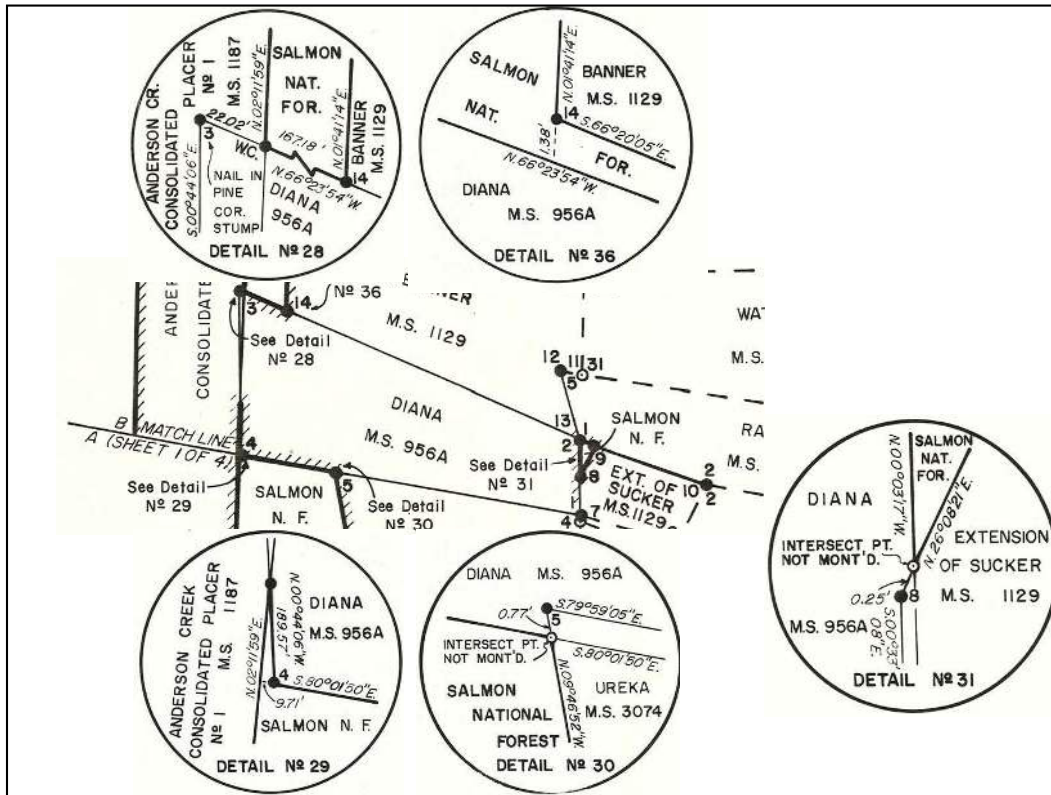 ANDERSON CR.
CONSOLIDATED
PLACER
Nº 1
M.S. 1187
N.02°11'59"E.
SALMON
NAT.
FOR.
N.01°41'14"E.
BANNER
M.S. 1129
22.02'
3
W.C.
167.18'
14
S.00°44'06"E.
NAIL IN
PINE
COR.
STUMP
N.66°23'54"W.
DIANA
956A
DETAIL Nº 28
SALMON
NAT.
N.01°41'14"E.
BANNER
M.S. 1129
14
S.66°20'05"E.
1.38'
FOR.
N.66°23'54"W.
DIANA
M.S. 956A
DETAIL Nº 36
ANDER
CONSOLIDATE
3
14
Nº 36
See Detail
Nº 28
M.S. 1129
DIANA
M.S. 956A
12
11
31
5
WAT
M.S.
13
1
2
SALMON
N. F.
9
See Detail
Nº 31
8
EXT. OF
SUCKER
M.S. 1129
10
2
2
RA
M.S.
7
4
B
MATCH LINE
A (SHEET 1 OF 4)
4
See Detail
Nº 29
SALMON
N. F.
5
See Detail
Nº 30
ANDERSON CREEK
CONSOLIDATED PLACER
Nº 1 M.S. 1187
N.02°11'59"E.
N.00°44'06"W.
189.57'
DIANA
M.S. 956A
4
S.80°01'50"E.
9.71'
SALMON N. F.
DETAIL Nº 29
DIANA M.S. 956A
0.77'
5
S.79°59'05"E.
INTERSECT. PT.
NOT MONT'D.
S.80°01'50"E.
SALMON
NATIONAL
FOREST
N.09°46'52"W.
UREKA
M.S. 3074
DETAIL Nº 30
DIANA
N.00°03'17"W.
SALMON
NAT.
FOR.
N.26°08'21"E.
INTERSECT. PT.
NOT MONT'D.
EXTENSION
OF SUCKER
M.S. 1129
0.25'
8
M.S. 956A
S.00°33'
08"E.
DETAIL Nº 31